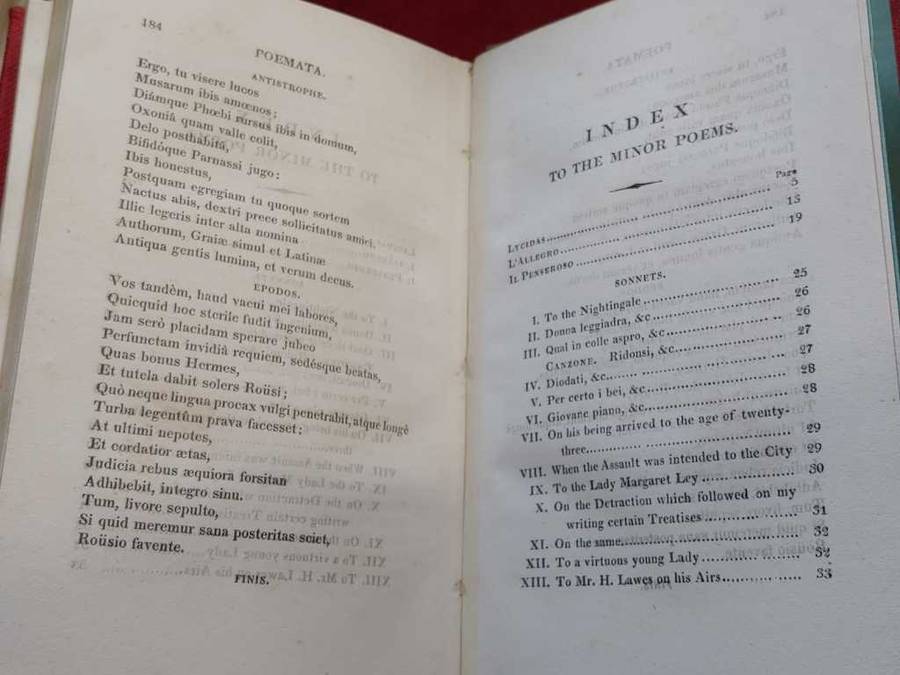 184
POEMATA.
ANTISTROPHE.
Ergo, tu visere lucos
Musarum ibis amœnos;
Diámque Phœbi rursus ibis in domum,
Oxoniâ quam valle colit,
Delo posthabitâ,
Bifidóque Parnassi jugo:
Ibis honestus,
Postquam egregiam tu quoque sortem
Nactus abis, dextri prece sollicitatus amici.
Illic legeris inter alta nomina
Authorum, Graiæ simul et Latinæ
Antiqua gentis lumina, et verum decus.
EPODOS.
Vos tandèm, haud vacui mei labores,
Quicquid hoc sterile fudit ingenium,
Jam serò placidam sperare jubeo
Perfunctam invidiâ requiem, sedésque beatas,
Quas bonus Hermes,
Et tutela dabit solers Roüsi;
Quò neque lingua procax vulgi penetrabit, atque longè
Turba legentûm prava facesset:
At ultimi nepotes,
Et cordatior ætas,
Judicia rebus æquiora forsitan
Adhibebit, integro sinu.
Tum, livore sepulto,
Si quid meremur sana posteritas sciet,
Roüsio favente.
FINIS.
INDEX
TO THE MINOR POEMS.
Page
LYCIDAS 5
L'ALLEGRO 15
IL PENSEROSO 19
SONNETS.
I. To the Nightingale 25
II. Donna leggiadra, &c 26
III. Qual in colle aspro, &c 26
CANZONE. Ridonsi, &c 27
IV. Diodati, &c 27
V. Per certo i bei, &c 28
VI. Giovane piano, &c 28
VII. On his being arrived to the age of twenty-
three 29
VIII. When the Assault was intended to the City 29
IX. To the Lady Margaret Ley 30
X. On the Detraction which followed on my
writing certain Treatises 31
XI. On the same 32
XII. To a virtuous young Lady 32
XIII. To Mr. H. Lawes on his Airs 33